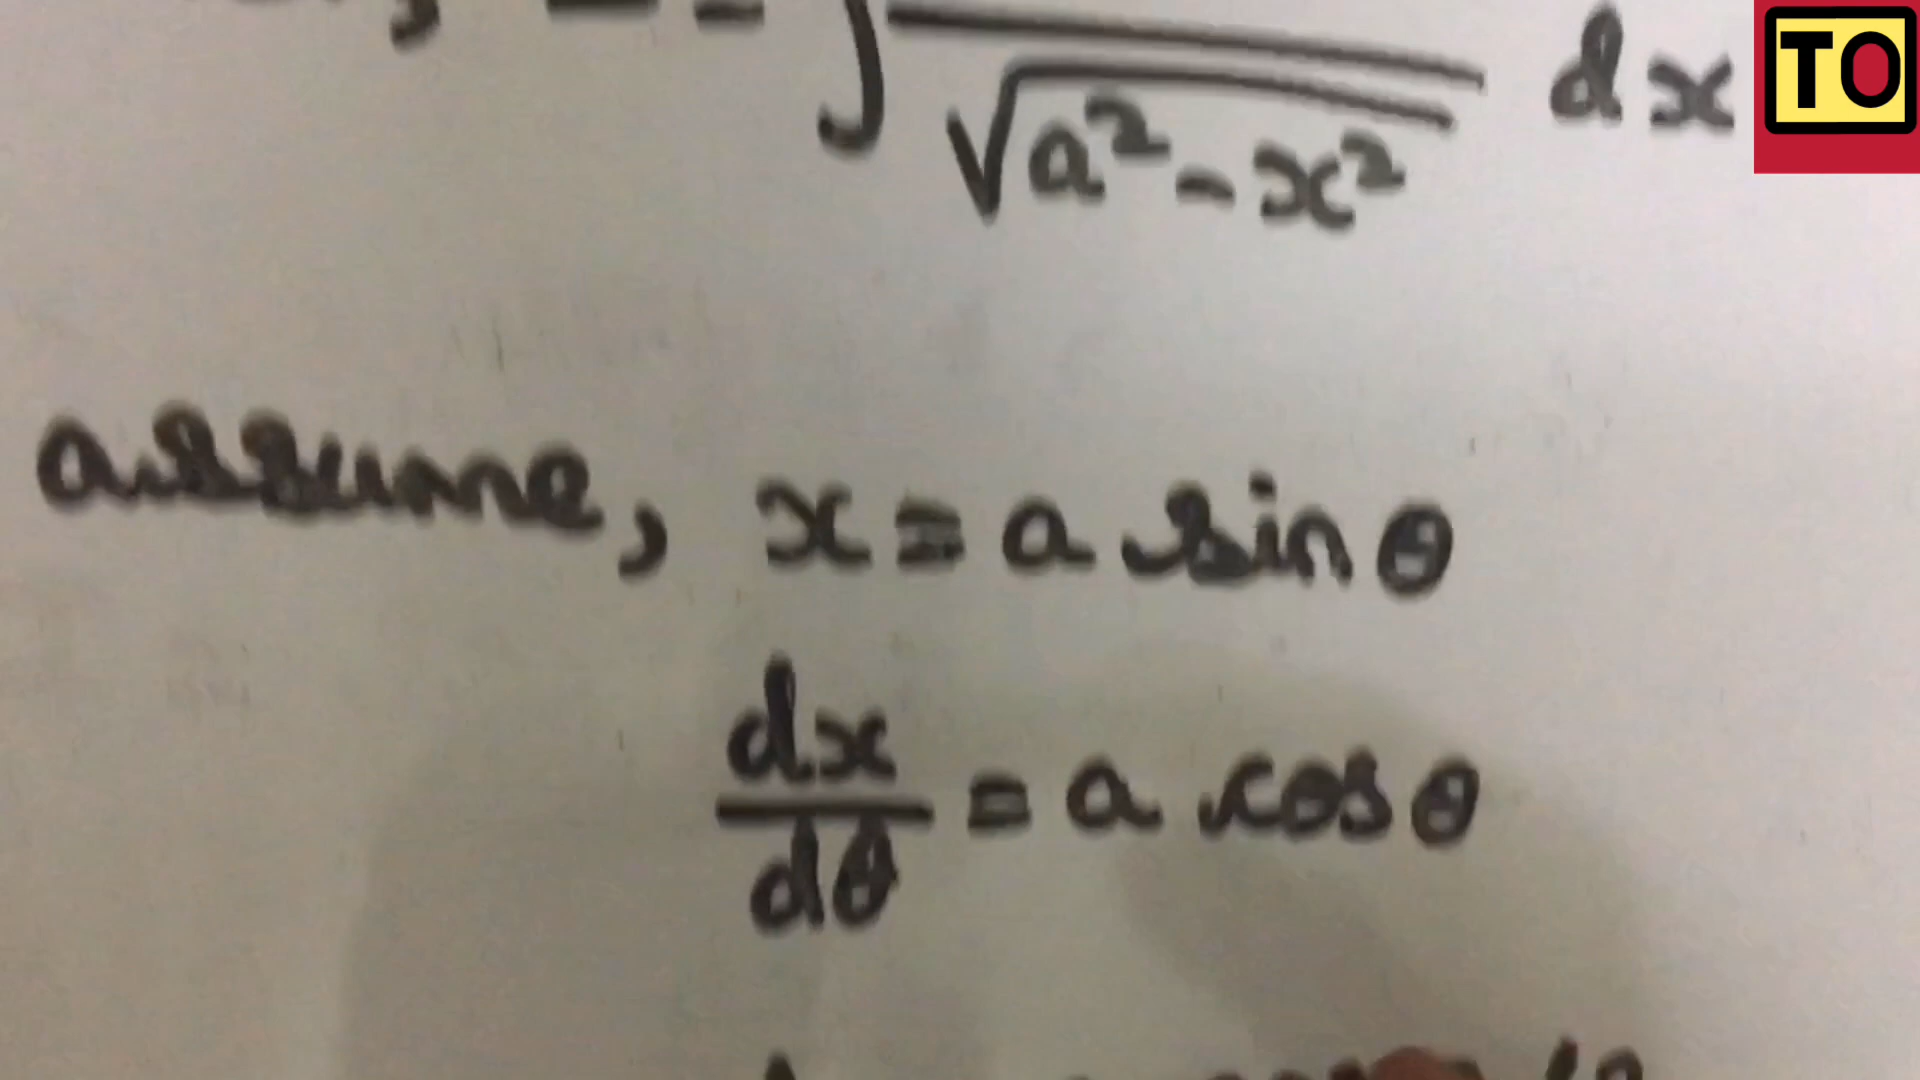 ∫ / √(a² - x²) dx
TO
assume, x = a sin θ
dx/dθ = a cos θ